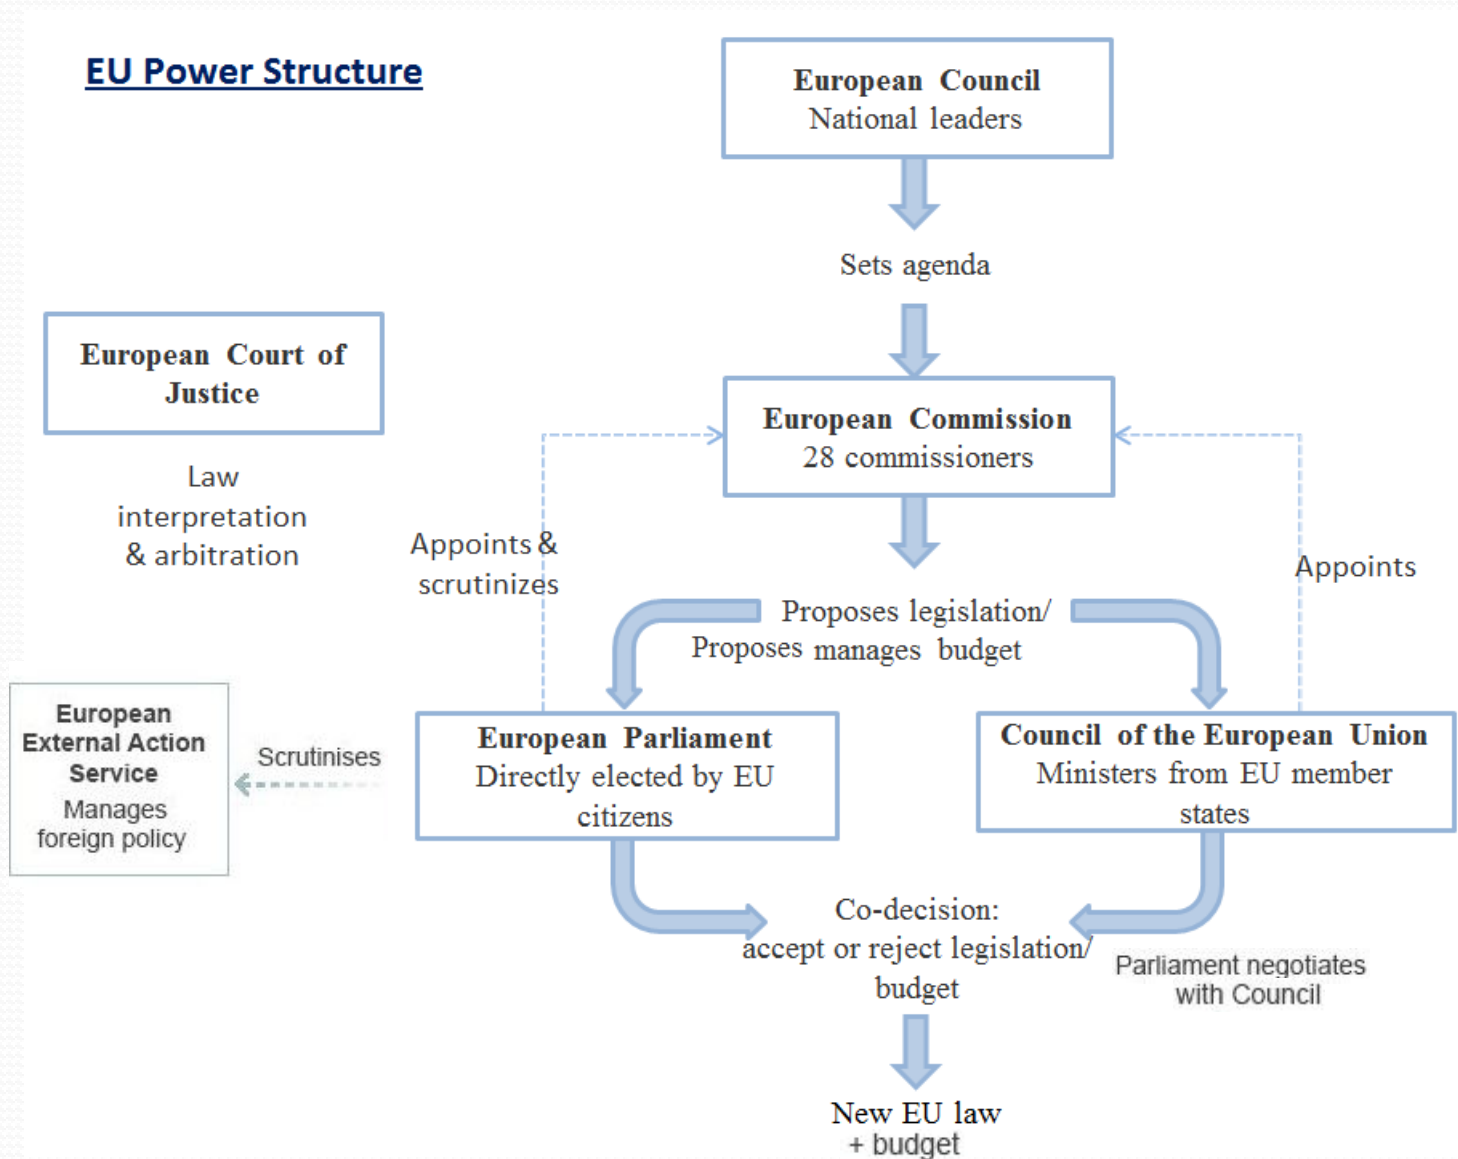 EU Power Structure
European Council
National leaders
Sets agenda
European Court of
Justice
Law
interpretation
& arbitration
European Commission
28 commissioners
Appoints &
scrutinizes
Appoints
Proposes legislation/
Proposes manages budget
European
External Action
Service
Manages
foreign policy
Scrutinises
European Parliament
Directly elected by EU
citizens
Council of the European Union
Ministers from EU member
states
Co-decision:
accept or reject legislation/
budget
Parliament negotiates
with Council
New EU law
+ budget